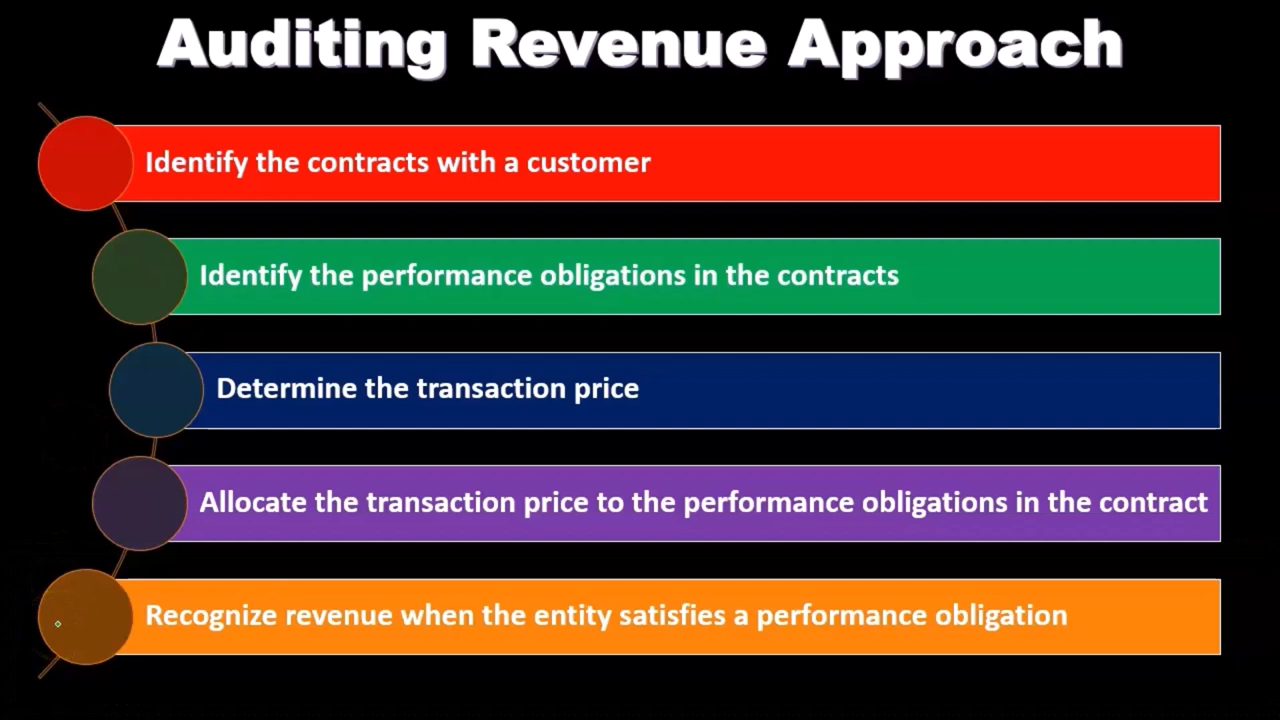 Auditing Revenue Approach
Identify the contracts with a customer
Identify the performance obligations in the contracts
Determine the transaction price
Allocate the transaction price to the performance obligations in the contract
Recognize revenue when the entity satisfies a performance obligation